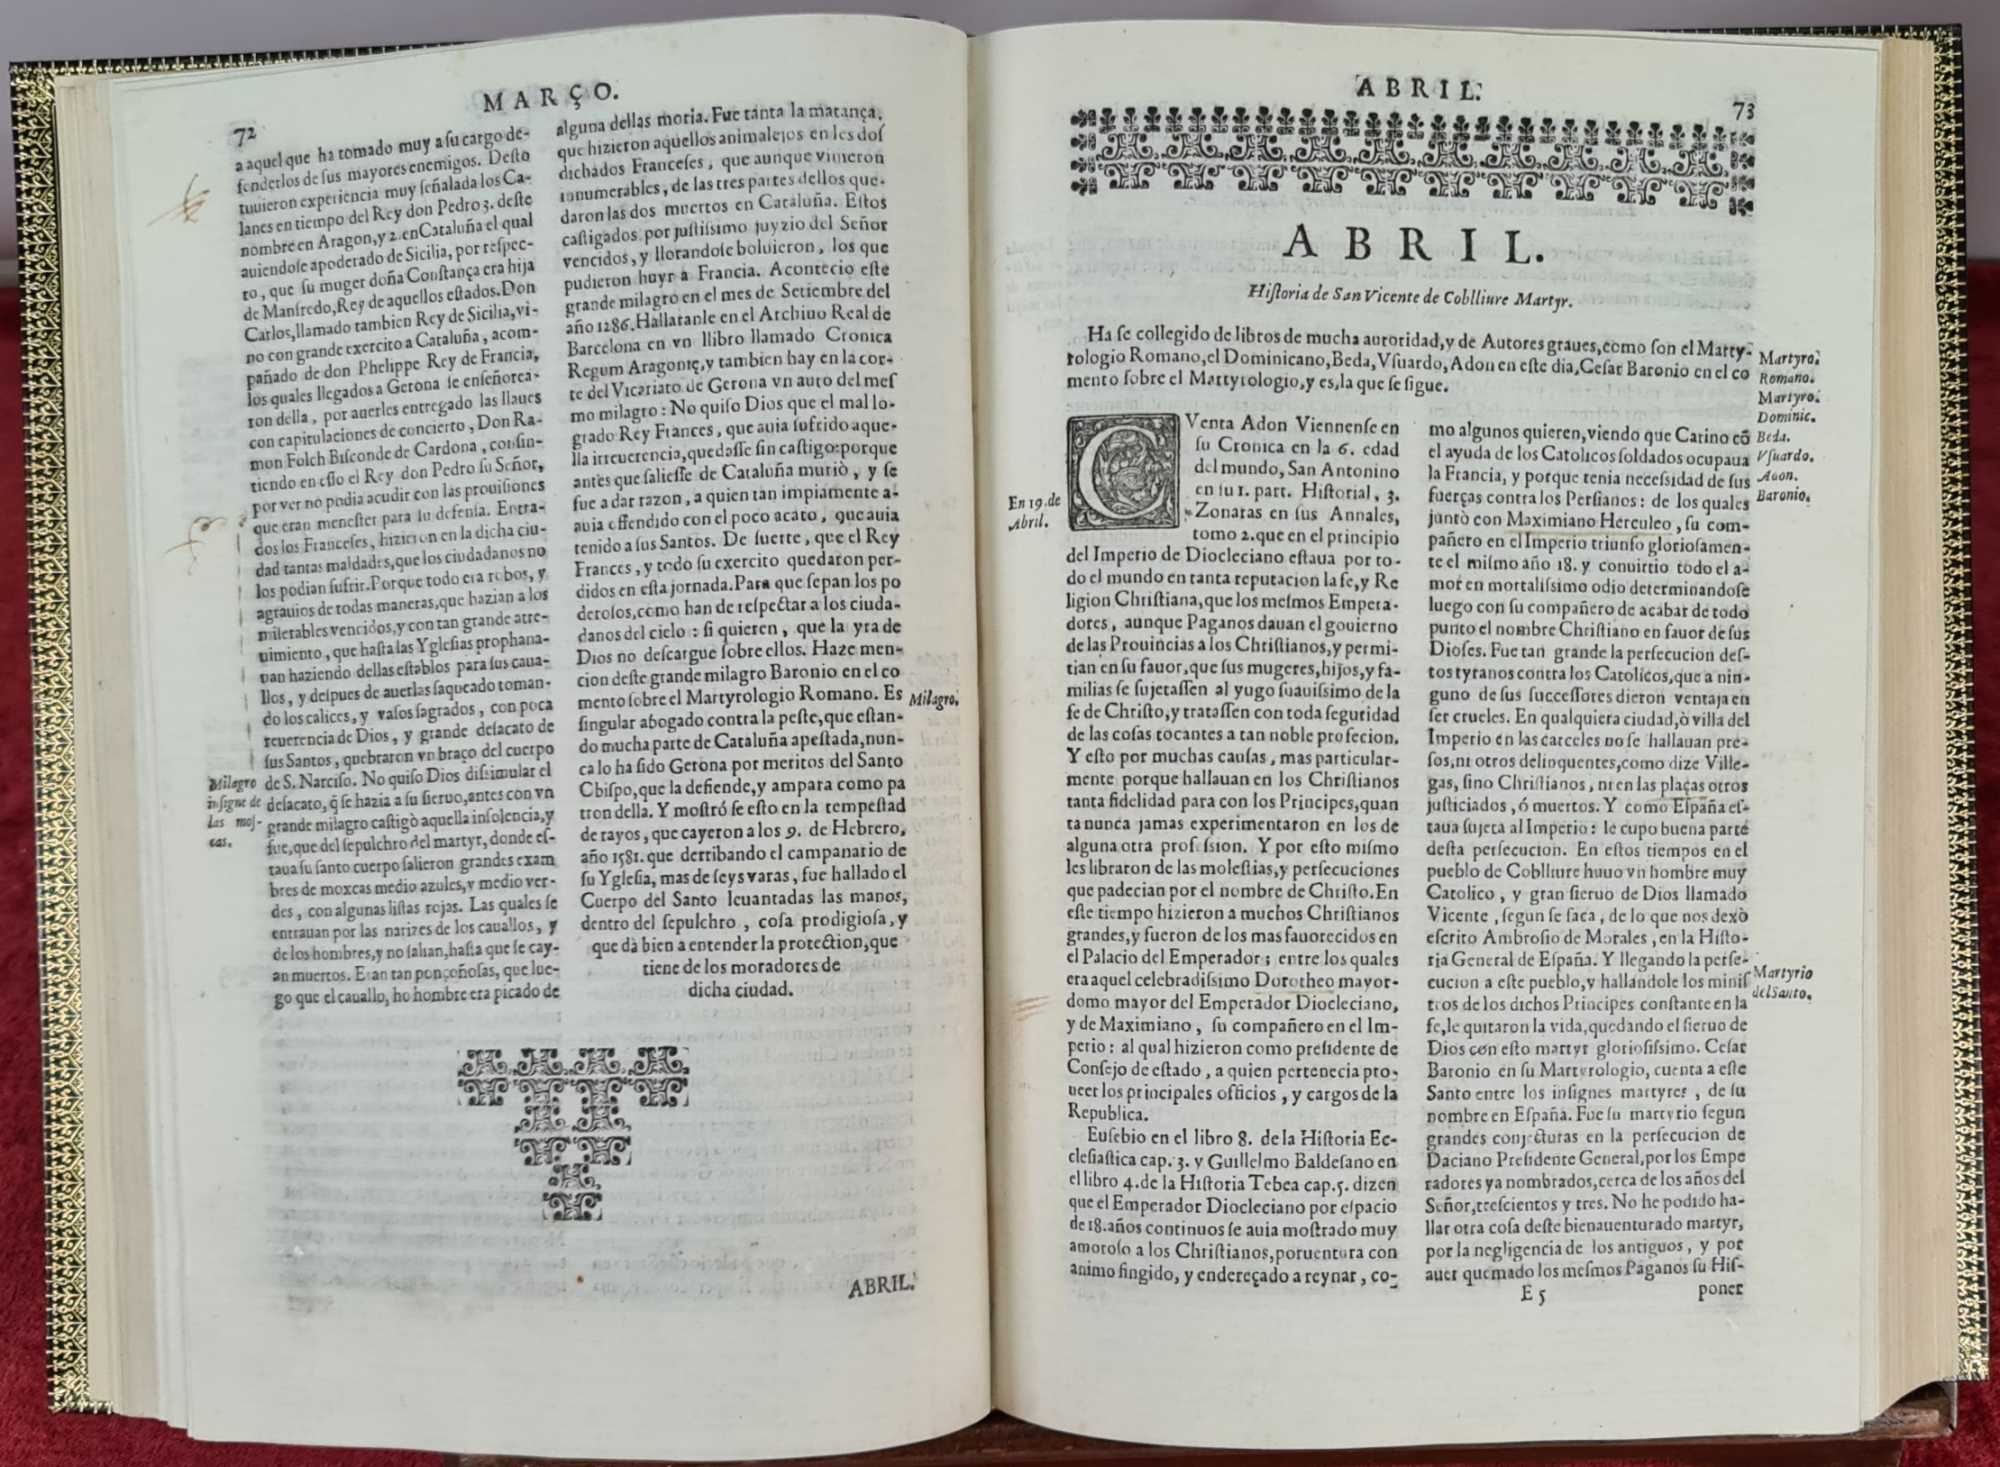 MARÇO.
72
a aquel que ha tomado muy a ſu cargo de-
fenderlos de ſus mayores enemigos. Deſto
tuuieron experiencia muy ſeñalada los Ca-
talanes en tiempo del Rey don Pedro 3. deſte
nombre en Aragon, y 2. en Cataluña el qual
auiendoſe apoderado de Sicilia, por reſpec-
to, que ſu muger doña Conſtança era hija
de Manfredo, Rey de aquellos eſtados. Don
Carlos, llamado tambien Rey de Sicilia, vi-
no con grande exercito a Cataluña, acom-
pañado de don Phelippe Rey de Francia,
los quales llegados a Gerona ſe enſeñorea-
ron della, por auerles entregado las llaues
con capitulaciones de concierto, Don Ra-
mon Folch Biſconde de Cardona, conſin-
tiendo en eſſo el Rey don Pedro ſu Señor,
por ver no podia acudir con las prouiſiones
que eran meneſter para ſu defenſa. Entra-
dos los Franceſes, hizieron en la dicha ciu-
dad tantas maldades, que los ciudadanos no
los podian ſufrir. Porque todo era robos, y
agrauios de todas maneras, que hazian a los
miſerables vencidos, y con tan grande atre-
uimiento, que haſta las Ygleſias prophana-
uan haziendo dellas eſtablos para ſus caua-
llos, y deſpues de auerlas ſaqueado toman-
do los calices, y vaſos ſagrados, con poca
reuerencia de Dios, y grande deſacato de
ſus Santos, quebraron vn braço del cuerpo
de S. Narciſo. No quiſo Dios diſsimular el
deſacato, q̃ ſe hazia a ſu ſieruo, antes con vn
grande milagro caſtigò aquella inſolencia, y
fue, que del ſepulchro del martyr, donde eſ-
taua ſu santo cuerpo ſalieron grandes exam
bres de moxcas medio azules, y medio ver-
des, con algunas liſtas rojas. Las quales ſe
entrauan por las narizes de los cauallos, y
de los hombres, y no ſalian, haſta que ſe cay-
an muertos. Eran tan ponçoñoſas, que lue-
go que el cauallo, ho hombre era picado de
Milagro
inſigne de
las moſ-
cas.
alguna dellas moria. Fue tanta la matança,
que hizieron aquellos animalejos en les doſ
dichados Franceſes, que aunque vinieron
innumerables, de las tres partes dellos que-
daron las dos muertos en Cataluña. Eſtos
caſtigados por juſtiſsimo juyzio del Señor
vencidos, y llorandoſe boluieron, los que
pudieron huyr a Francia. Acontecio eſte
grande milagro en el mes de Setiembre del
año 1286. Hallaranle en el Archiuo Real de
Barcelona en vn llibro llamado Cronica
Regum Aragonię, y tambien hay en la cor-
te del Vicariato de Gerona vn auto del meſ
mo milagro: No quiſo Dios que el mal lo-
grado Rey Frances, que auia ſufrido aque-
lla irreuerencia, quedaſſe ſin caſtigo: porque
antes que ſalieſſe de Cataluña muriò, y ſe
fue a dar razon, a quien tan impiamente a-
auia offendido con el poco acato, que auia
tenido a ſus Santos. De ſuerte, que el Rey
Frances, y todo ſu exercito quedaron per-
didos en eſta jornada. Para que ſepan los po
deroſos, como han de reſpectar a los ciuda-
danos del cielo: ſi quieren, que la yra de
Dios no deſcargue ſobre ellos. Haze men-
cion deſte grande milagro Baronio en el co
mento ſobre el Martyrologio Romano. Es
ſingular abogado contra la peſte, que eſtan-
do mucha parte de Cataluña apeſtada, nun-
ca lo ha ſido Gerona por meritos del Santo
Obiſpo, que la defiende, y ampara como pa
tron della. Y moſtró ſe eſto en la tempeſtad
de rayos, que cayeron a los 9. de Hebrero,
año 1581. que derribando el campanario de
ſu Ygleſia, mas de ſeys varas, fue hallado el
Cuerpo del Santo leuantadas las manos,
dentro del ſepulchro, coſa prodigioſa, y
que dà bien a entender la protection, que
tiene de los moradores de
dicha ciudad.
Milagro.
ABRIL.
ABRIL.
73
ABRIL.
Hiſtoria de San Vicente de Coblliure Martyr.
Ha ſe collegido de libros de mucha autoridad, y de Autores graues, como ſon el Marty-
rologio Romano, el Dominicano, Beda, Vſuardo, Adon en eſte dia, Ceſar Baronio en el co
mento ſobre el Martyrologio, y es, la que ſe ſigue.
Martyro.
Romano.
Martyro.
Dominic.
Beda.
Vſuardo.
Adon.
Baronio.
En 19. de
Abril.
CVenta Adon Viennenſe en
ſu Cronica en la 6. edad
del mundo, San Antonino
en ſu 1. part. Hiſtorial, 3.
Zonaras en ſus Annales,
tomo 2. que en el principio
del Imperio de Diocleciano eſtaua por to-
do el mundo en tanta reputacion la fe, y Re
ligion Chriſtiana, que los meſmos Empera-
dores, aunque Paganos dauan el gouierno
de las Prouincias a los Chriſtianos, y permi-
tian en ſu fauor, que ſus mugeres, hijos, y fa-
milias ſe ſujetaſſen al yugo ſuauiſsimo de la
fe de Chriſto, y trataſſen con toda ſeguridad
de las coſas tocantes a tan noble profecion.
Y eſto por muchas cauſas, mas particular-
mente porque hallauan en los Chriſtianos
tanta fidelidad para con los Principes, quan
ta nunca jamas experimentaron en los de
alguna otra profeſsion. Y por eſto miſmo
les libraron de las moleſtias, y perſecuciones
que padecian por el nombre de Chriſto. En
eſte tiempo hizieron a muchos Chriſtianos
grandes, y fueron de los mas fauorecidos en
el Palacio del Emperador; entre los quales
era aquel celebradiſsimo Dorotheo mayor-
domo mayor del Emperador Diocleciano,
y de Maximiano, ſu compañero en el Im-
perio: al qual hizieron como preſidente de
Conſejo de eſtado, a quien pertenecia pro-
ueer los principales officios, y cargos de la
Republica.
Euſebio en el libro 8. de la Hiſtoria Ec-
cleſiaſtica cap. 3. y Guillelmo Baldeſano en
el libro 4. de la Hiſtoria Tebea cap. 5. dizen
que el Emperador Diocleciano por eſpacio
de 18. años continuos ſe auia moſtrado muy
amoroſo a los Chriſtianos, poruentura con
animo fingido, y endereçado a reynar, co-
mo algunos quieren, viendo que Carino cõ
el ayuda de los Catolicos ſoldados ocupaua
la Francia, y porque tenia neceſsidad de ſus
fuerças contra los Perſianos: de los quales
juntò con Maximiano Herculeo, ſu com-
pañero en el Imperio triunfo glorioſamen-
te el miſmo año 18. y conuirtio todo el a-
mor en mortaliſsimo odio determinandoſe
luego con ſu compañero de acabar de todo
punto el nombre Chriſtiano en fauor de ſus
Dioſes. Fue tan grande la perſecucion deſ-
tos tyranos contra los Catolicos, que a nin-
guno de ſus ſucceſſores dieron ventaja en
ſer crueles. En qualquiera ciudad, ò villa del
Imperio en las carceles no ſe hallauan pre-
ſos, ni otros delinquentes, como dize Ville-
gas, ſino Chriſtianos, ni en las plaças otros
juſticiados, ó muertos. Y como Eſpaña eſ-
taua ſujeta al Imperio: le cupo buena parte
deſta perſecucion. En eſtos tiempos en el
pueblo de Coblliure huuo vn hombre muy
Catolico, y gran ſieruo de Dios llamado
Vicente, ſegun ſe ſaca, de lo que nos dexò
eſcrito Ambroſio de Morales, en la Hiſto-
ria General de Eſpaña. Y llegando la perſe-
cucion a eſte pueblo, y hallandole los miniſ
tros de los dichos Principes conſtante en la
fe, le quitaron la vida, quedando el ſieruo de
Dios con eſto martyr glorioſiſsimo. Ceſar
Baronio en ſu Martyrologio, cuenta a eſte
Santo entre los inſignes martyres, de ſu
nombre en Eſpaña. Fue ſu martyrio ſegun
grandes conjecturas en la perſecucion de
Daciano Preſidente General, por los Empe
radores ya nombrados, cerca de los años del
Señor, treſcientos y tres. No he podido ha-
llar otra coſa deſte bienauenturado martyr,
por la negligencia de los antiguos, y por
auer quemado los meſmos Paganos ſu Hiſ-
Martyrio
del Santo.
E 5
poner